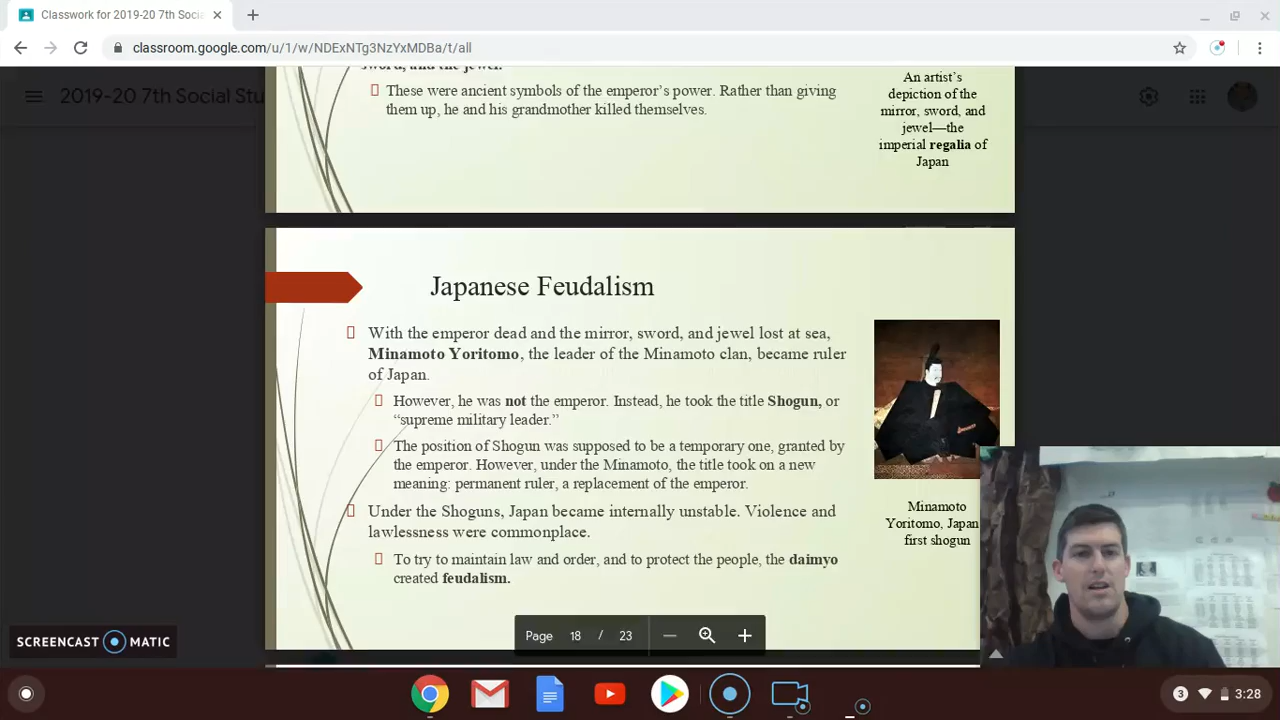 Classwork for 2019-20 7th Soci
classroom.google.com/u/1/w/NDExNTg3NzYxMDBa/t/all
2019-20 7th Social Stu
sword, and the jewel.
These were ancient symbols of the emperor's power. Rather than giving
them up, he and his grandmother killed themselves.
An artist's
depiction of the
mirror, sword, and
jewel—the
imperial regalia of
Japan
Japanese Feudalism
With the emperor dead and the mirror, sword, and jewel lost at sea,
Minamoto Yoritomo, the leader of the Minamoto clan, became ruler
of Japan.
However, he was not the emperor. Instead, he took the title Shogun, or
“supreme military leader.”
The position of Shogun was supposed to be a temporary one, granted by
the emperor. However, under the Minamoto, the title took on a new
meaning: permanent ruler, a replacement of the emperor.
Under the Shoguns, Japan became internally unstable. Violence and
lawlessness were commonplace.
To try to maintain law and order, and to protect the people, the daimyo
created feudalism.
Minamoto
Yoritomo, Japan
first shogun
Page 18 / 23
SCREENCAST MATIC
3 3:28